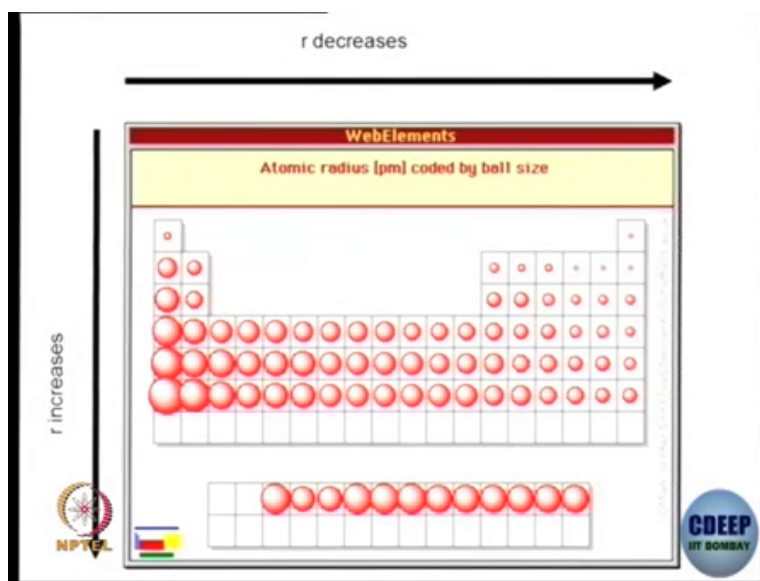 r decreases
WebElements
Atomic radius [pm] coded by ball size
r increases
NPTEL
CDEEP
IIT BOMBAY